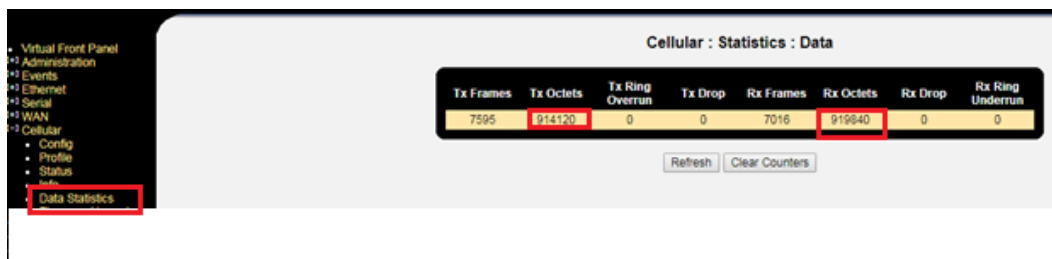 Virtual Front Panel
Administration
Events
Ethernet
Serial
WAN
Cellular
Config
Profile
Status
Info
Data Statistics
Cellular : Statistics : Data
Tx Frames Tx Octets Tx Ring Overrun Tx Drop Rx Frames Rx Octets Rx Drop Rx Ring Underrun
7595 914120 0 0 7016 919840 0 0
Refresh Clear Counters